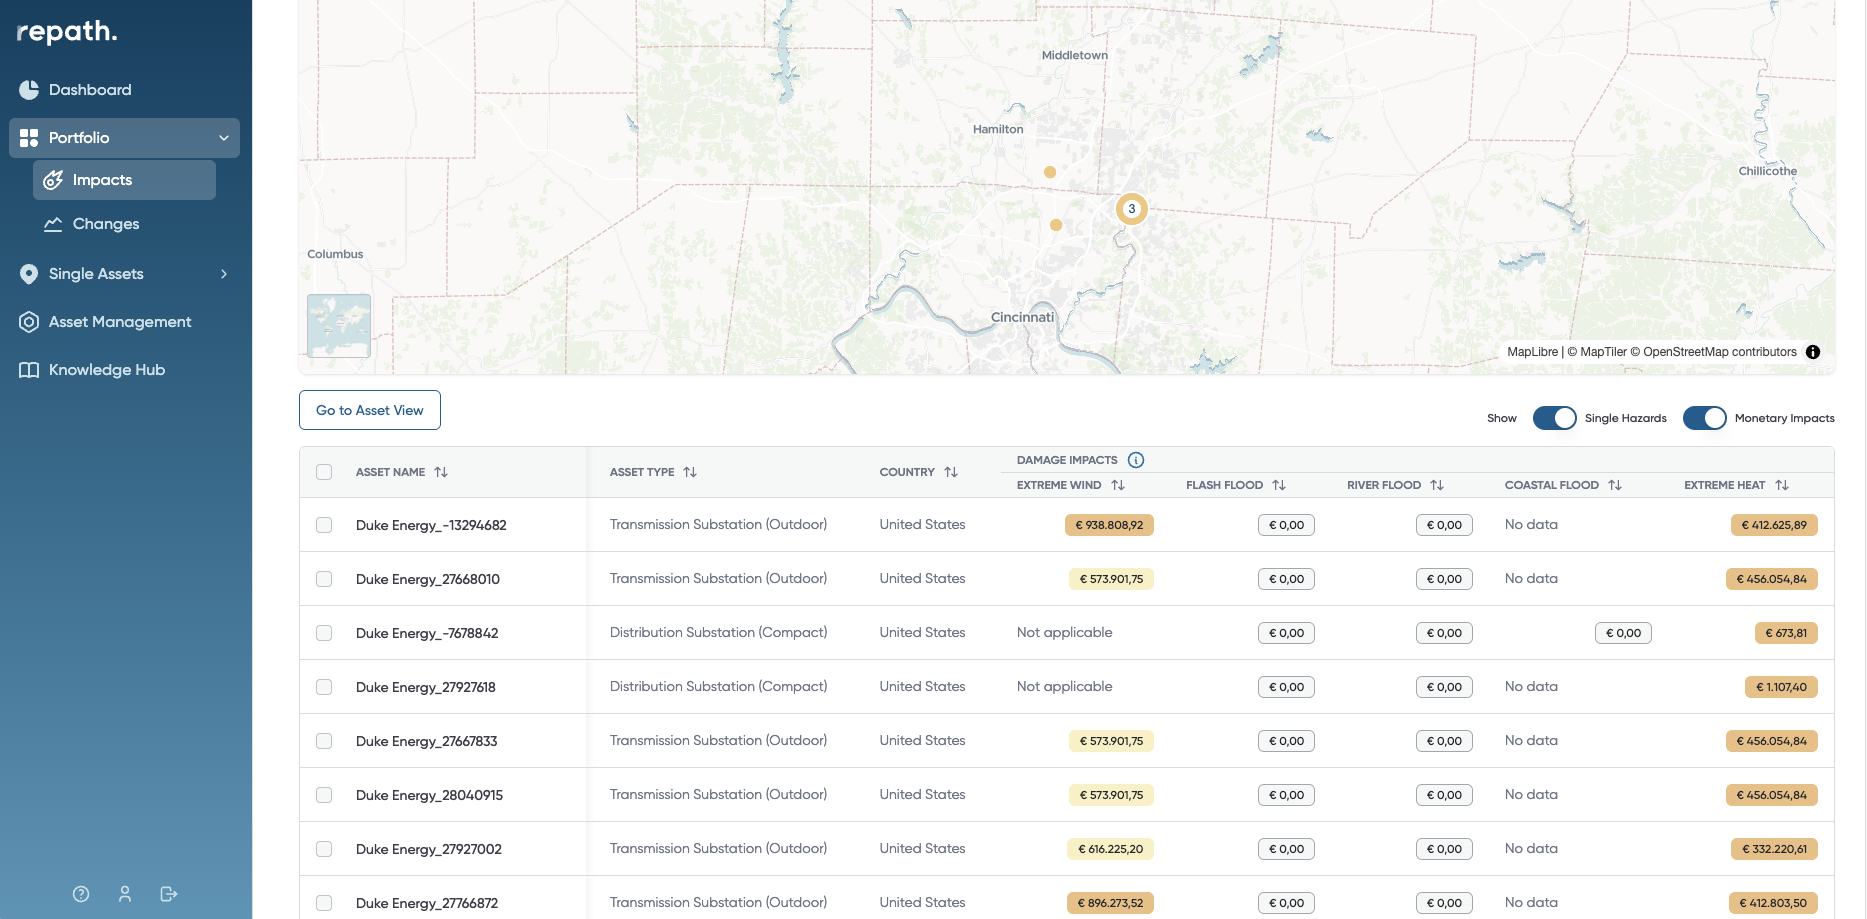 repath.
Dashboard
Portfolio
Impacts
Changes
Single Assets
Asset Management
Knowledge Hub
Middletown
Hamilton
Chillicothe
3
Columbus
Cincinnati
MapLibre | © MapTiler © OpenStreetMap contributors
Go to Asset View
Show Single Hazards Monetary Impacts
DAMAGE IMPACTS
ASSET NAME ASSET TYPE COUNTRY
EXTREME WIND FLASH FLOOD RIVER FLOOD COASTAL FLOOD EXTREME HEAT
Duke Energy_-13294682 Transmission Substation (Outdoor) United States € 938.808,92 € 0,00 € 0,00 No data € 412.625,89
Duke Energy_27668010 Transmission Substation (Outdoor) United States € 573.901,75 € 0,00 € 0,00 No data € 456.054,84
Duke Energy_-7678842 Distribution Substation (Compact) United States Not applicable € 0,00 € 0,00 € 0,00 € 673,81
Duke Energy_27927618 Distribution Substation (Compact) United States Not applicable € 0,00 € 0,00 No data € 1.107,40
Duke Energy_27667833 Transmission Substation (Outdoor) United States € 573.901,75 € 0,00 € 0,00 No data € 456.054,84
Duke Energy_28040915 Transmission Substation (Outdoor) United States € 573.901,75 € 0,00 € 0,00 No data € 456.054,84
Duke Energy_27927002 Transmission Substation (Outdoor) United States € 616.225,20 € 0,00 € 0,00 No data € 332.220,61
Duke Energy_27766872 Transmission Substation (Outdoor) United States € 896.273,52 € 0,00 € 0,00 No data € 412.803,50